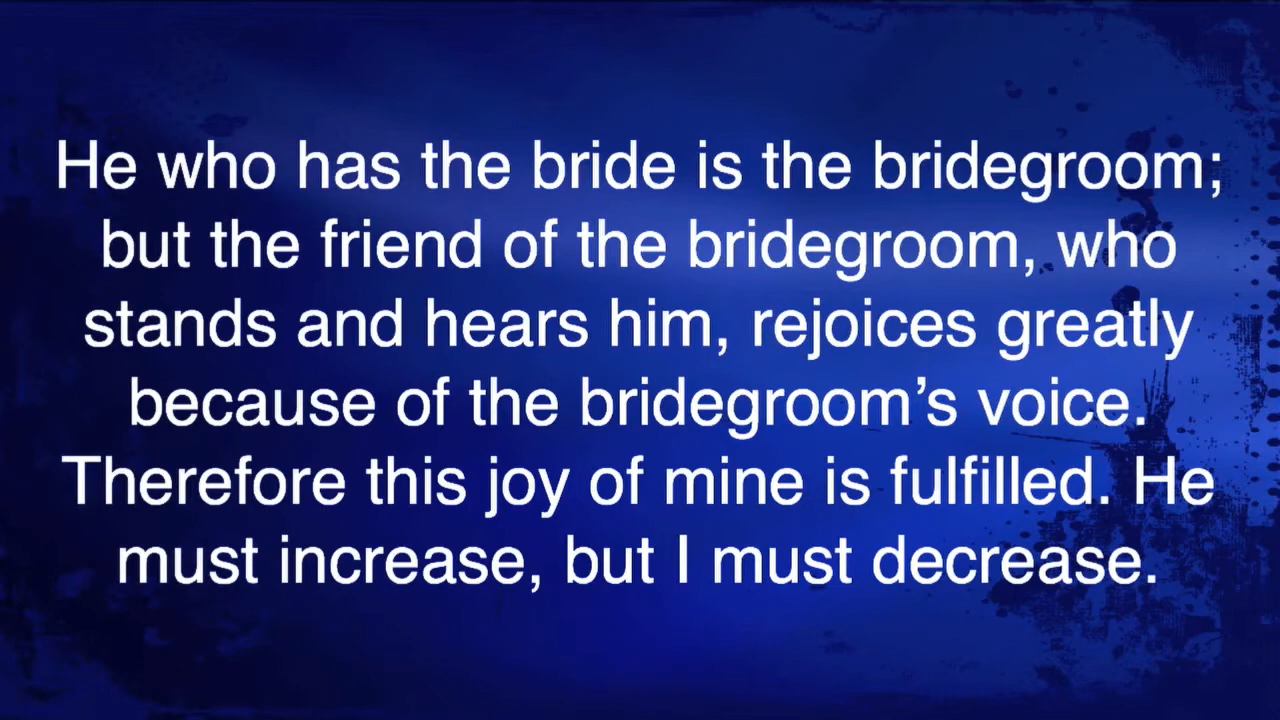 He who has the bride is the bridegroom;
but the friend of the bridegroom, who
stands and hears him, rejoices greatly
because of the bridegroom’s voice.
Therefore this joy of mine is fulfilled. He
must increase, but I must decrease.